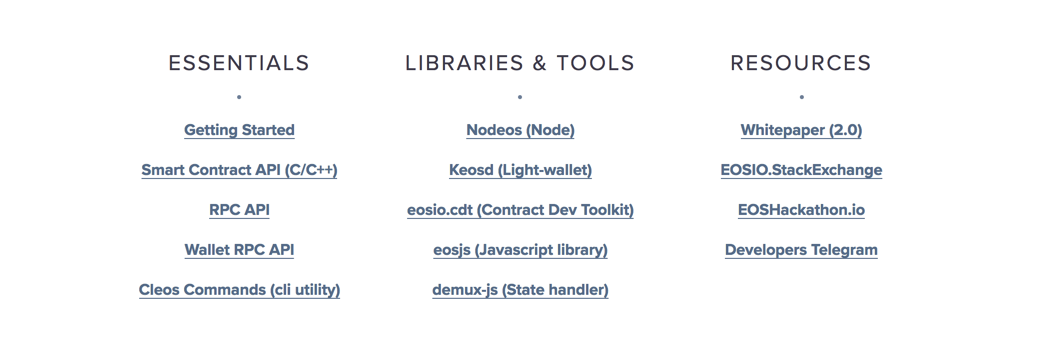 ESSENTIALS
Getting Started
Smart Contract API (C/C++)
RPC API
Wallet RPC API
Cleos Commands (cli utility)
LIBRARIES & TOOLS
Nodeos (Node)
Keosd (Light-wallet)
eosio.cdt (Contract Dev Toolkit)
eosjs (Javascript library)
demux-js (State handler)
RESOURCES
Whitepaper (2.0)
EOSIO.StackExchange
EOSHackathon.io
Developers Telegram